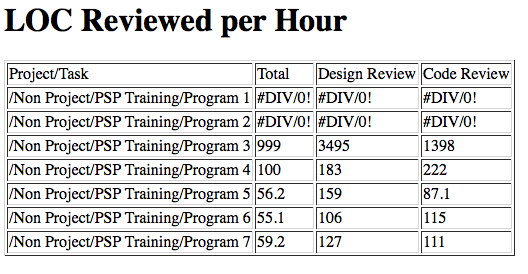 LOC Reviewed per Hour
Project/Task Total Design Review Code Review
/Non Project/PSP Training/Program 1 #DIV/0! #DIV/0! #DIV/0!
/Non Project/PSP Training/Program 2 #DIV/0! #DIV/0! #DIV/0!
/Non Project/PSP Training/Program 3 999 3495 1398
/Non Project/PSP Training/Program 4 100 183 222
/Non Project/PSP Training/Program 5 56.2 159 87.1
/Non Project/PSP Training/Program 6 55.1 106 115
/Non Project/PSP Training/Program 7 59.2 127 111